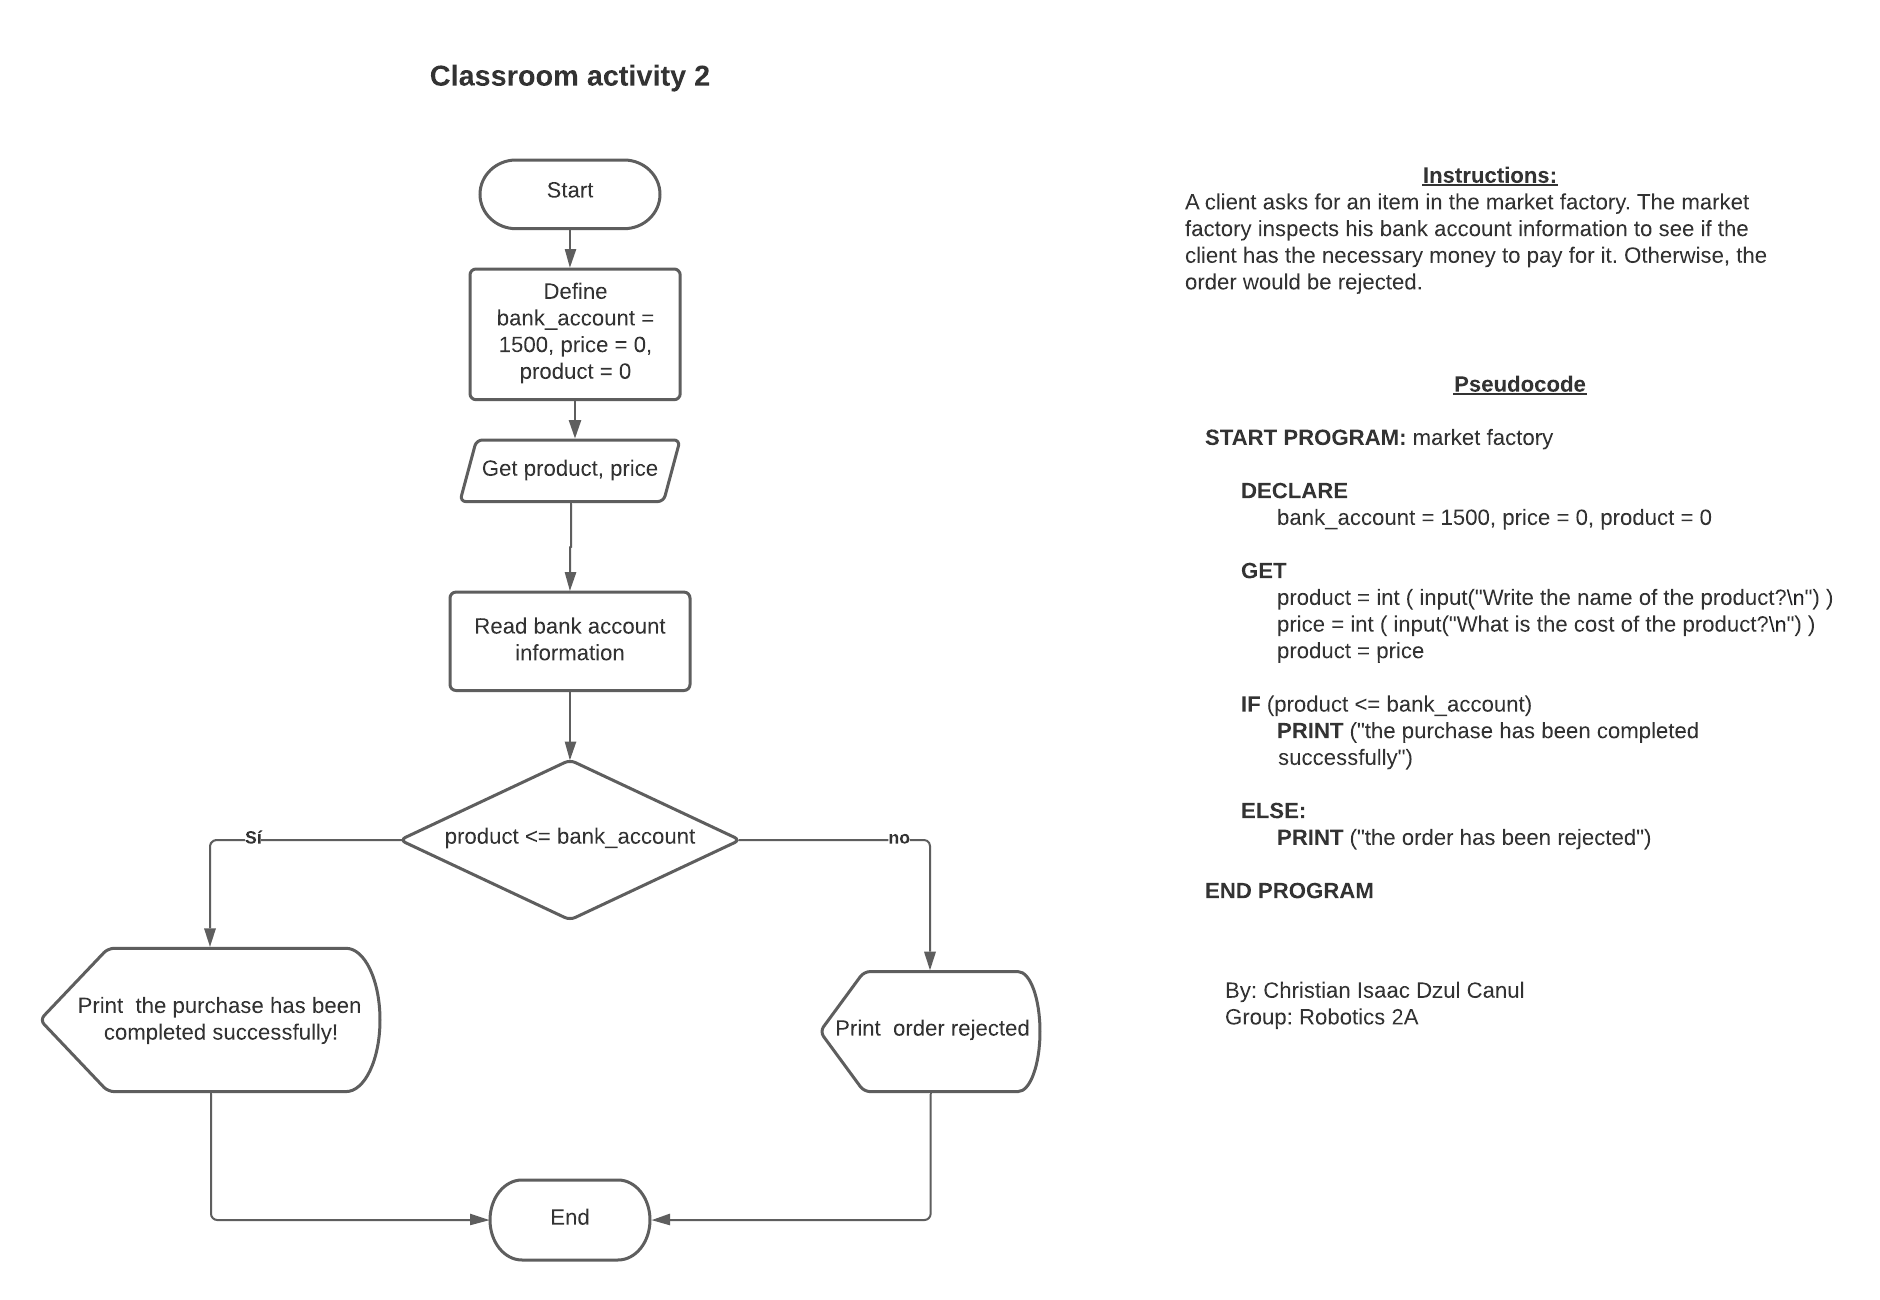 Classroom activity 2
Start
Define
bank_account =
1500, price = 0,
product = 0
Get product, price
Read bank account
information
product <= bank_account
Sí
no
Print  the purchase has been
completed successfully!
Print  order rejected
End
Instructions:
A client asks for an item in the market factory. The market
factory inspects his bank account information to see if the
client has the necessary money to pay for it. Otherwise, the
order would be rejected.
Pseudocode
START PROGRAM: market factory
DECLARE
bank_account = 1500, price = 0, product = 0
GET
product = int ( input("Write the name of the product?\n") )
price = int ( input("What is the cost of the product?\n") )
product = price
IF (product <= bank_account)
PRINT ("the purchase has been completed
successfully")
ELSE:
PRINT ("the order has been rejected")
END PROGRAM
By: Christian Isaac Dzul Canul
Group: Robotics 2A